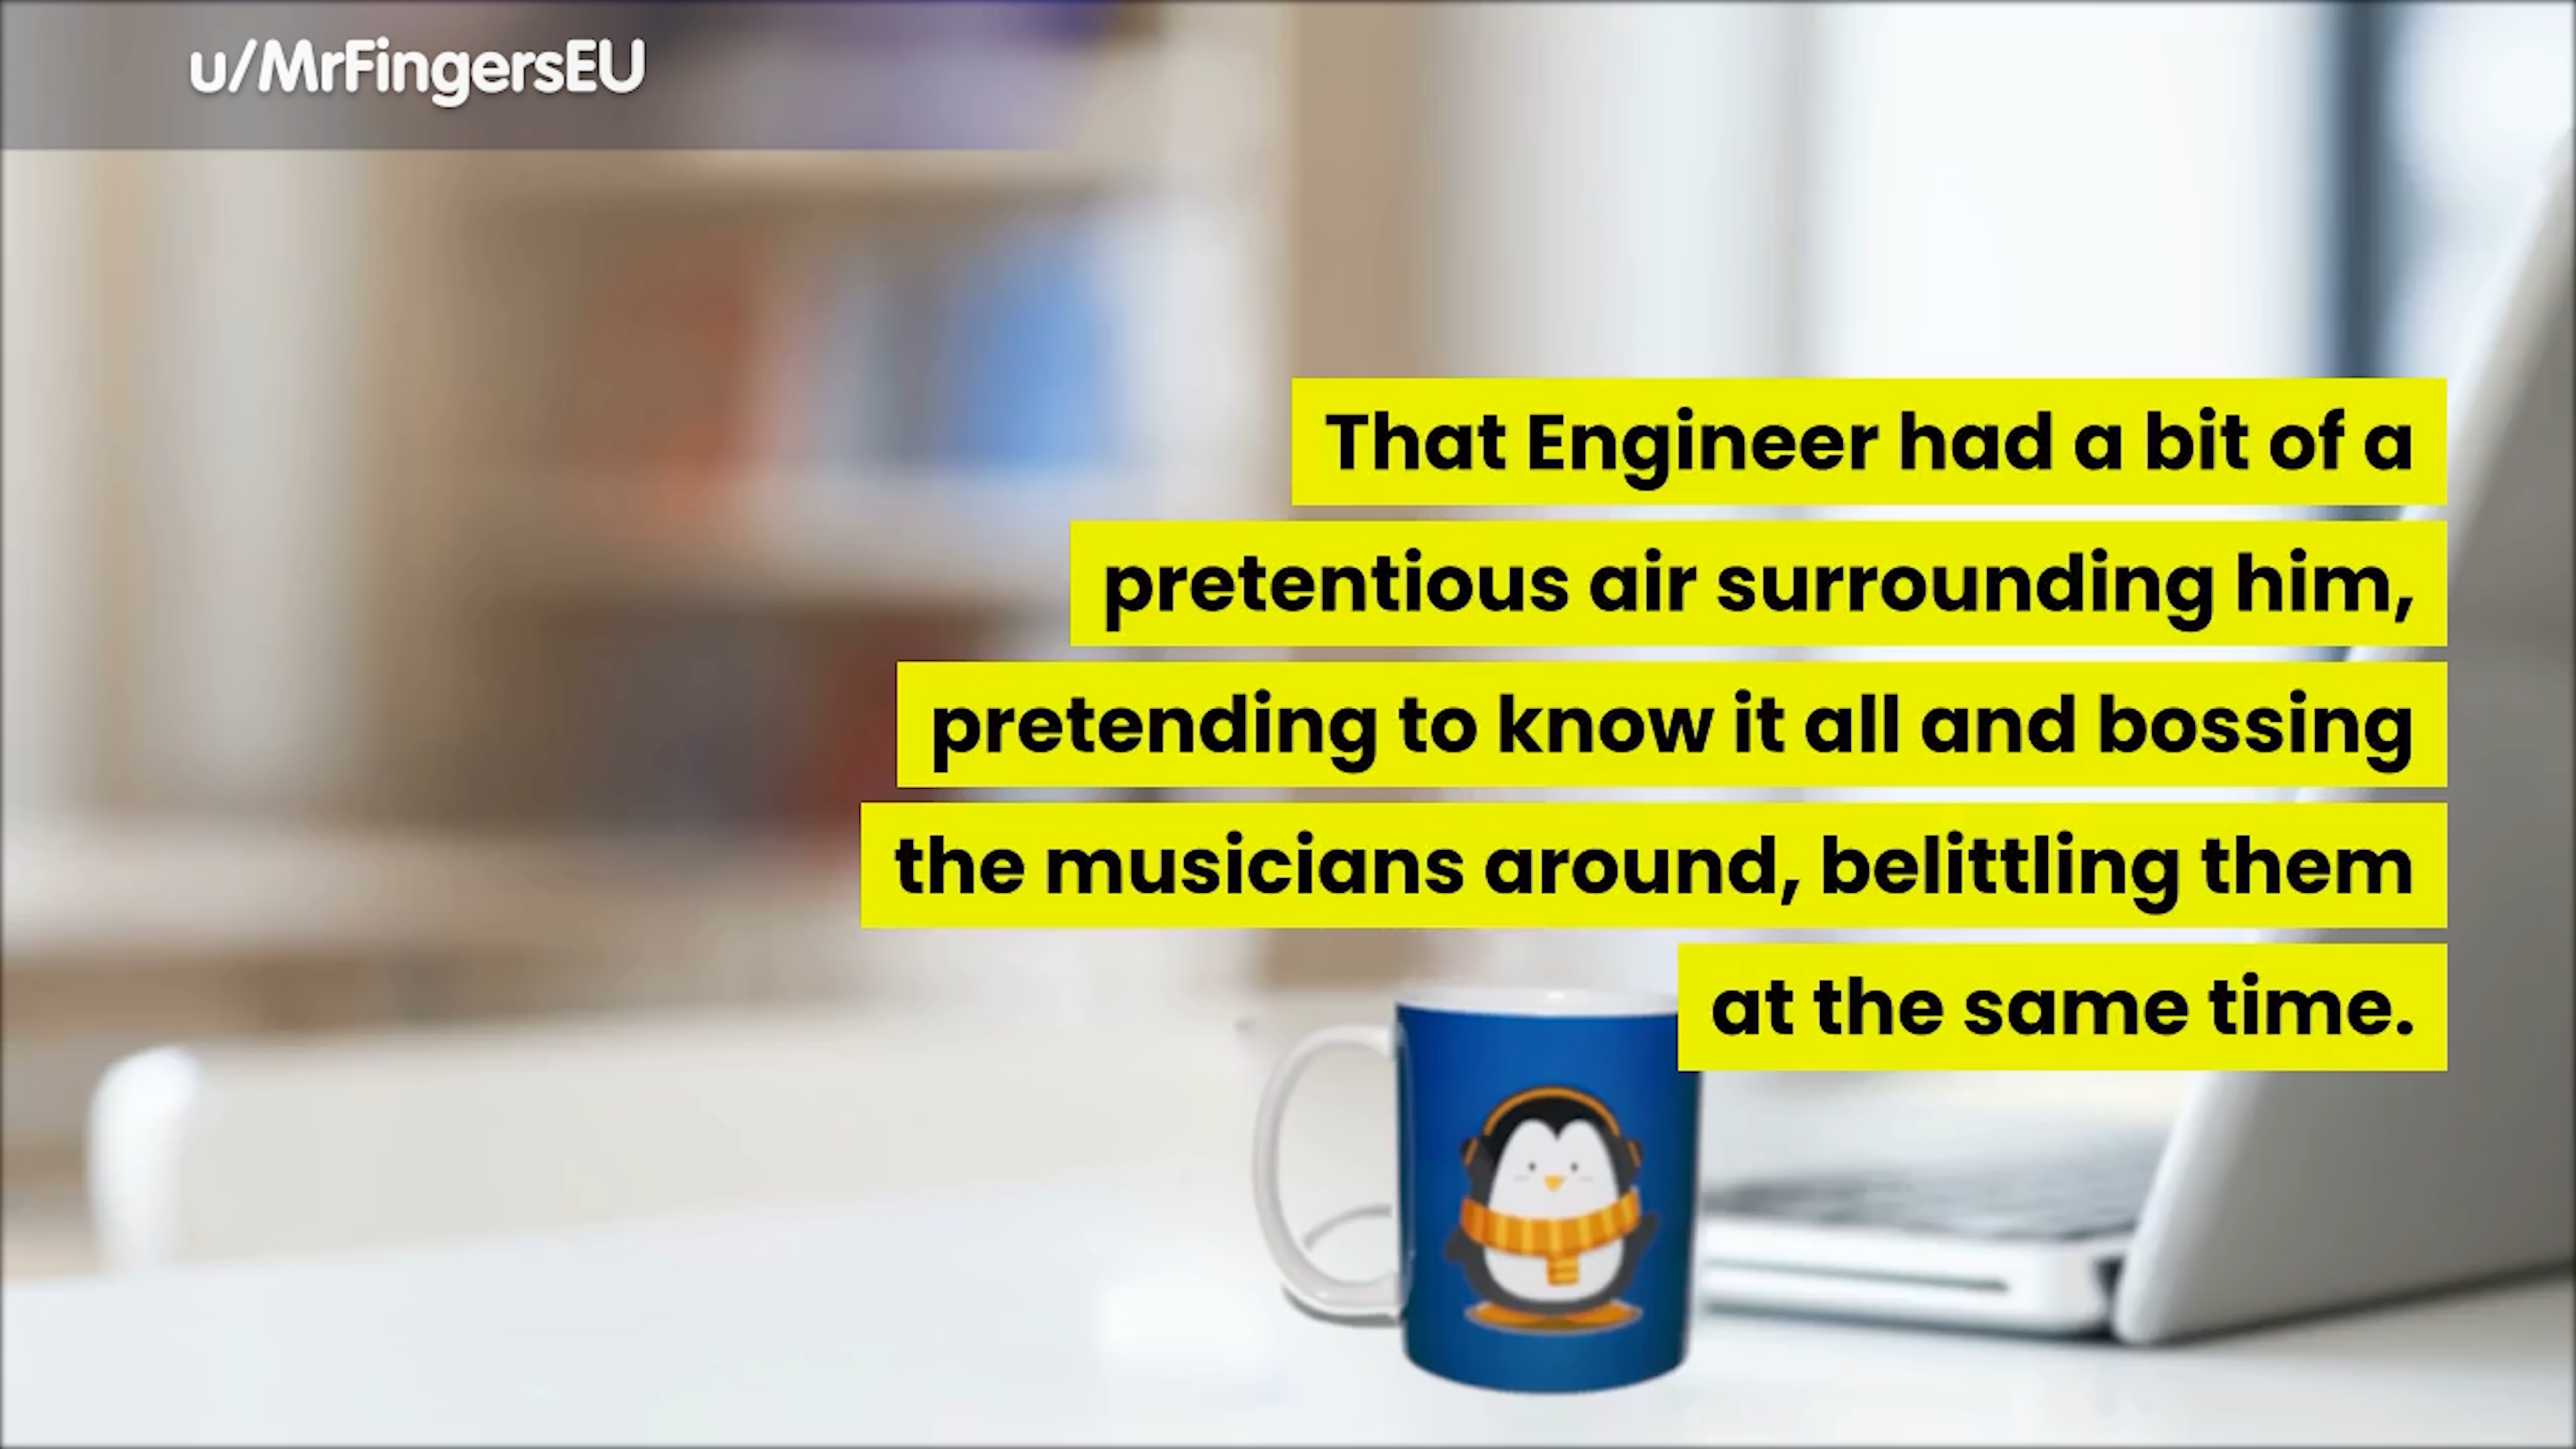 u/MrFingersEU
That Engineer had a bit of a
pretentious air surrounding him,
pretending to know it all and bossing
the musicians around, belittling them
at the same time.